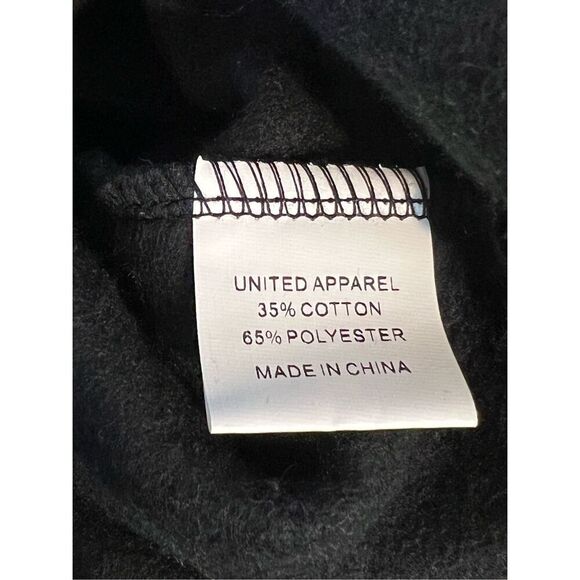 UNITED APPAREL
35% COTTON
65% POLYESTER
MADE IN CHINA